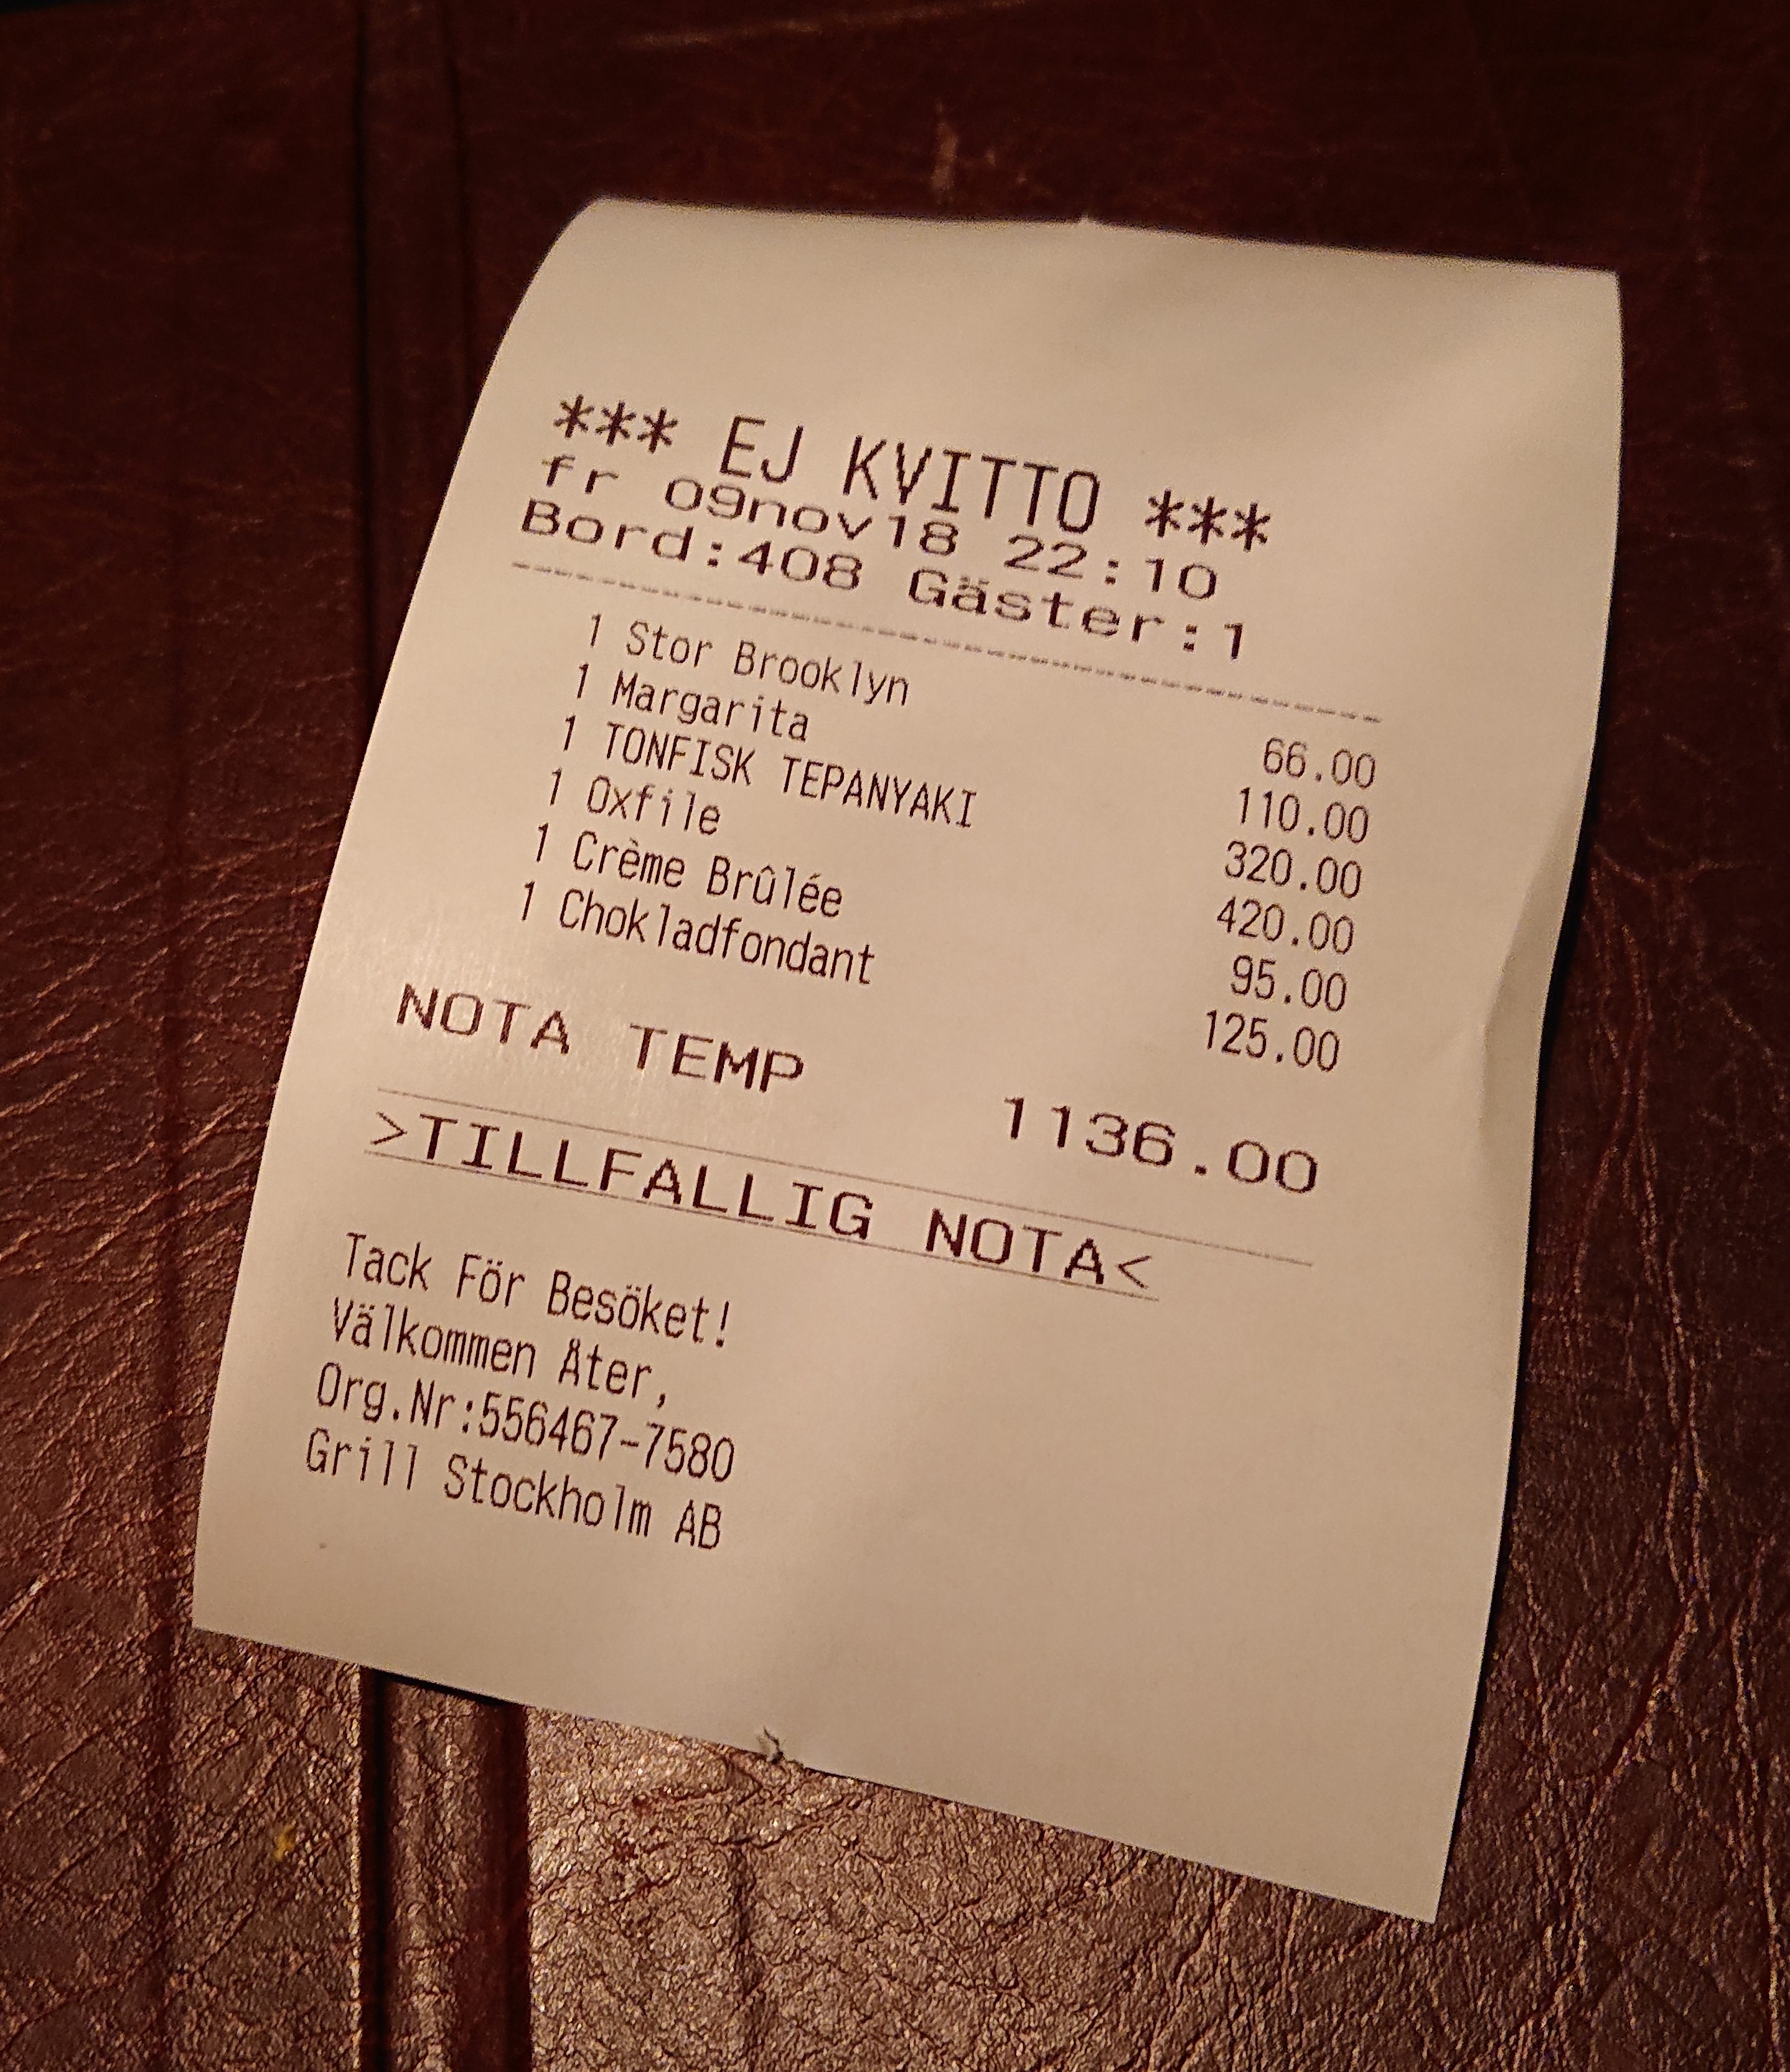 *** EJ KVITTO ***
fr 09nov18 22:10
Bord:408 Gäster:1
1 Stor Brooklyn 66.00
1 Margarita 110.00
1 TONFISK TEPANYAKI 320.00
1 Oxfile 420.00
1 Crème Brûlée 95.00
1 Chokladfondant 125.00
NOTA TEMP 1136.00
>TILLFALLIG NOTA<
Tack För Besöket!
Välkommen Åter,
Org.Nr:556467-7580
Grill Stockholm AB